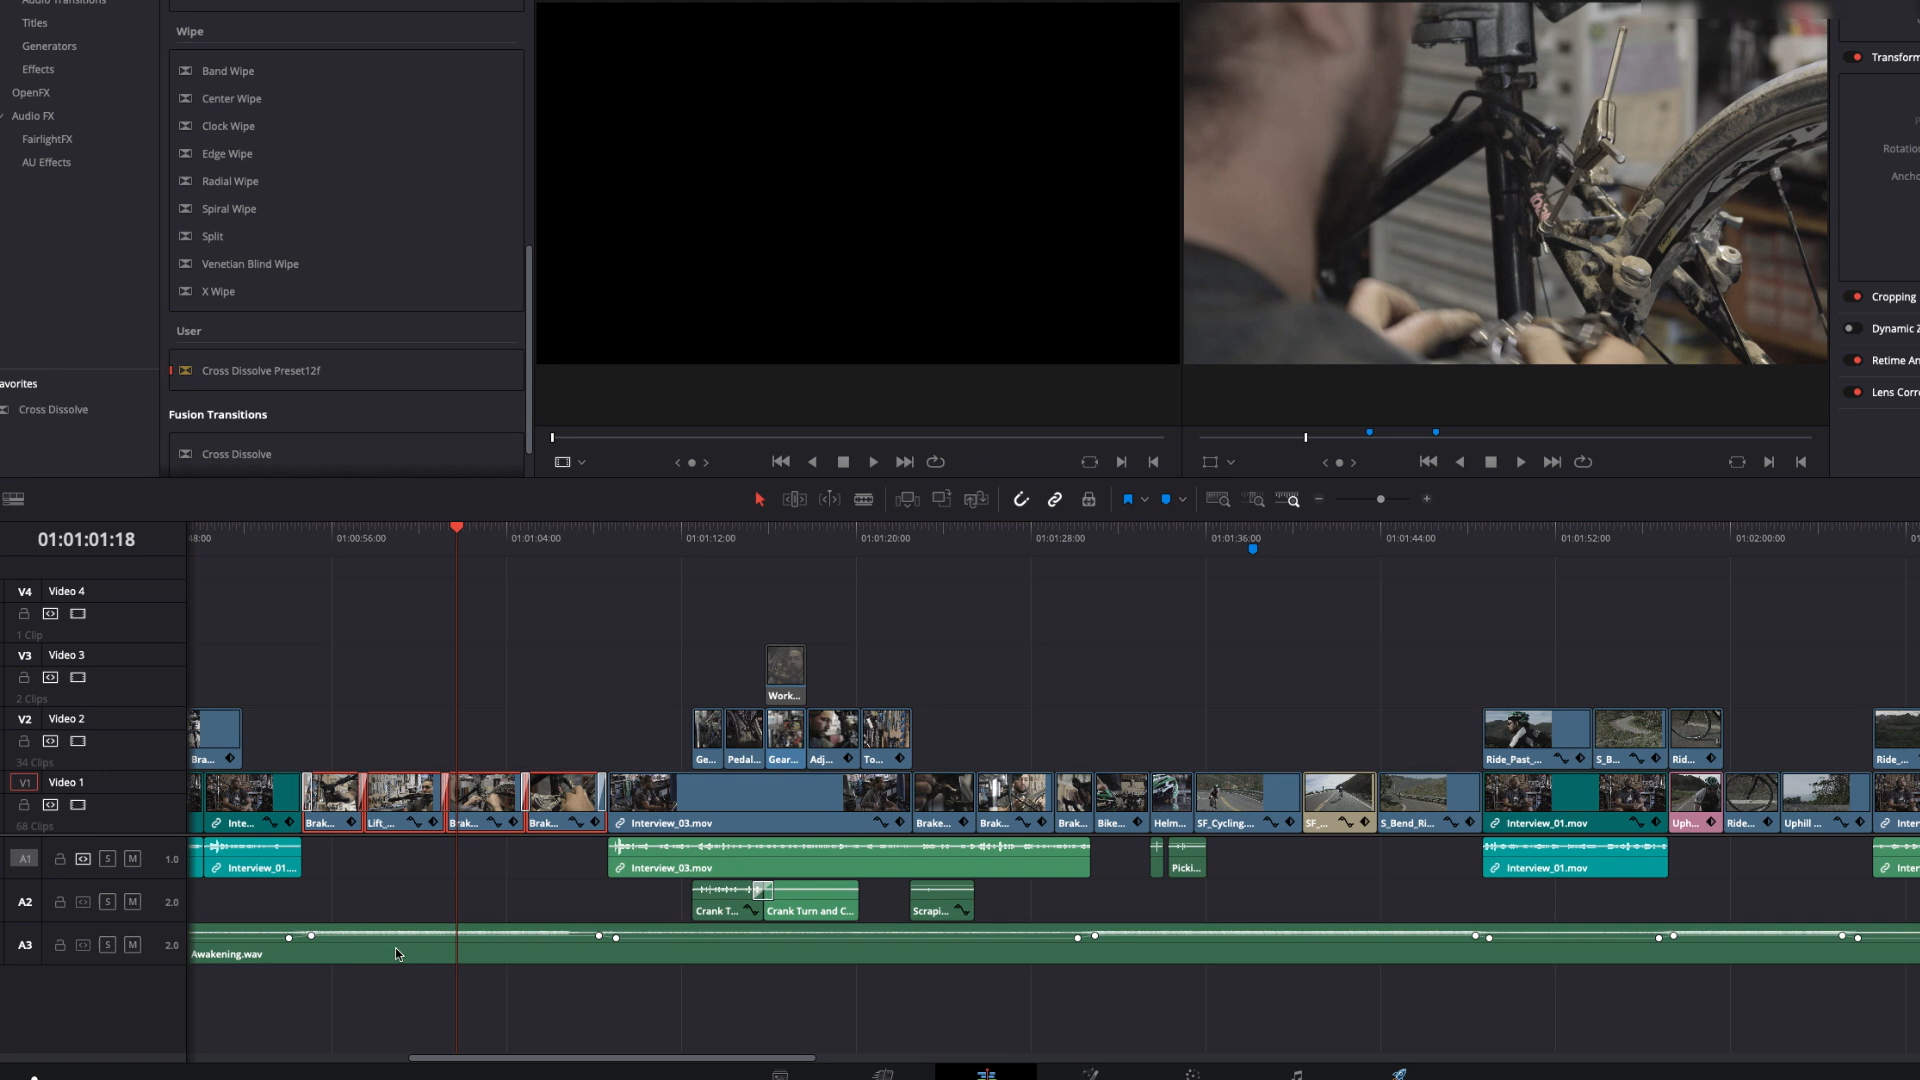 Audio Transitions
Titles
Generators
Effects
OpenFX
Audio FX
FairlightFX
AU Effects
avorites
Cross Dissolve
Wipe
Band Wipe
Center Wipe
Clock Wipe
Edge Wipe
Radial Wipe
Spiral Wipe
Split
Venetian Blind Wipe
X Wipe
User
Cross Dissolve Preset12f
Fusion Transitions
Cross Dissolve
Transform
P
Rotation
Ancho
Cropping
Dynamic Z
Retime An
Lens Corre
01:01:01:18
48:00
01:00:56:00
01:01:04:00
01:01:12:00
01:01:20:00
01:01:28:00
01:01:36:00
01:01:44:00
01:01:52:00
01:02:00:00
V4 Video 4
1 Clip
V3 Video 3
2 Clips
Work...
V2 Video 2
34 Clips
Bra... Ge... Pedal... Gear... Adj... To... Ride_Past_... S_B... Rid... Ride_...
V1 Video 1
68 Clips
Inte... Brak... Lift_... Brak... Brak... Interview_03.mov Brake... Brak... Brak... Bike... Helm... SF_Cycling.... SF_... S_Bend_Ri... Interview_01.mov Uph... Ride... Uphill ... Inter
A1 S M 1.0
Interview_01.... Interview_03.mov Picki... Interview_01.mov Inter
A2 S M 2.0
Crank T... Crank Turn and C... Scrapi...
A3 S M 2.0
Awakening.wav